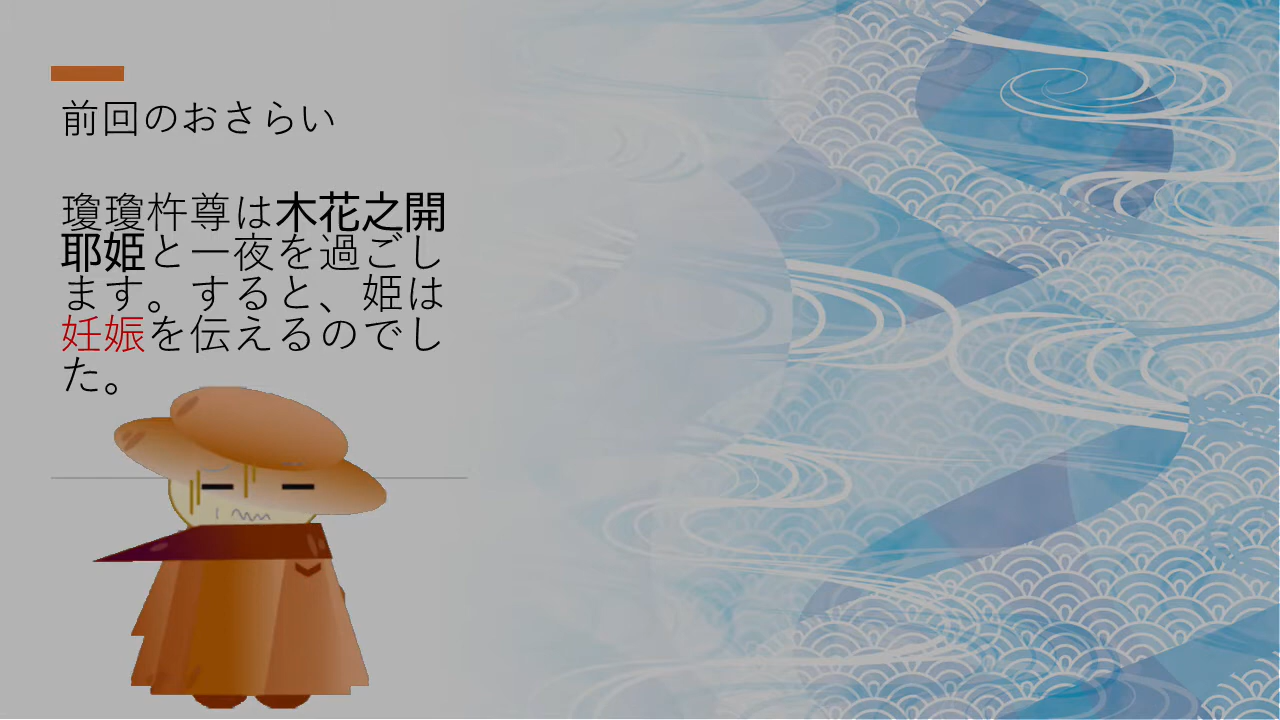 前回のおさらい
瓊瓊杵尊は木花之開
耶姫と一夜を過ごし
ます。すると、姫は
妊娠を伝えるのでし
た。